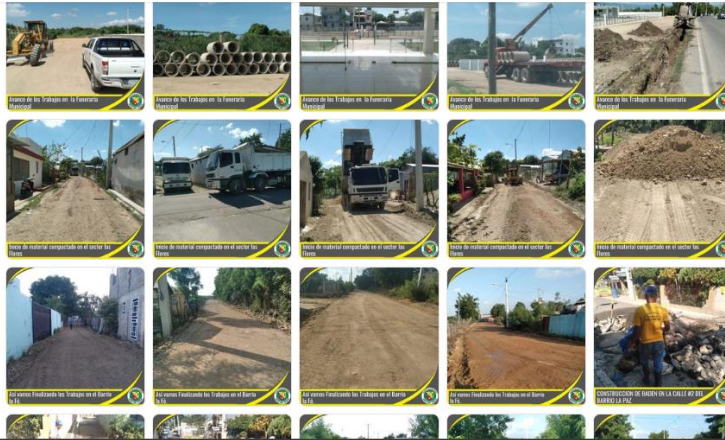 Avance de los Trabajos en la Funeraria
Municipal
Avance de los Trabajos en la Funeraria
Municipal
Avance de los Trabajos en la Funeraria
Municipal
Avance de los Trabajos en la Funeraria
Municipal
Avance de los Trabajos en la Funeraria
Municipal
Inicio de material compactado en el sector las
Flores
Inicio de material compactado en el sector las
Flores
Inicio de material compactado en el sector las
Flores
Inicio de material compactado en el sector las
Flores
Inicio de material compactado en el sector las
Flores
Así vamos Finalizando los Trabajos en el Barrio
la Fé.
Así vamos Finalizando los Trabajos en el Barrio
la Fé.
Así vamos Finalizando los Trabajos en el Barrio
la Fé.
Así vamos Finalizando los Trabajos en el Barrio
la Fé.
CONSTRUCCION DE BADEN EN LA CALLE #2 DEL
BARRIO LA PAZ